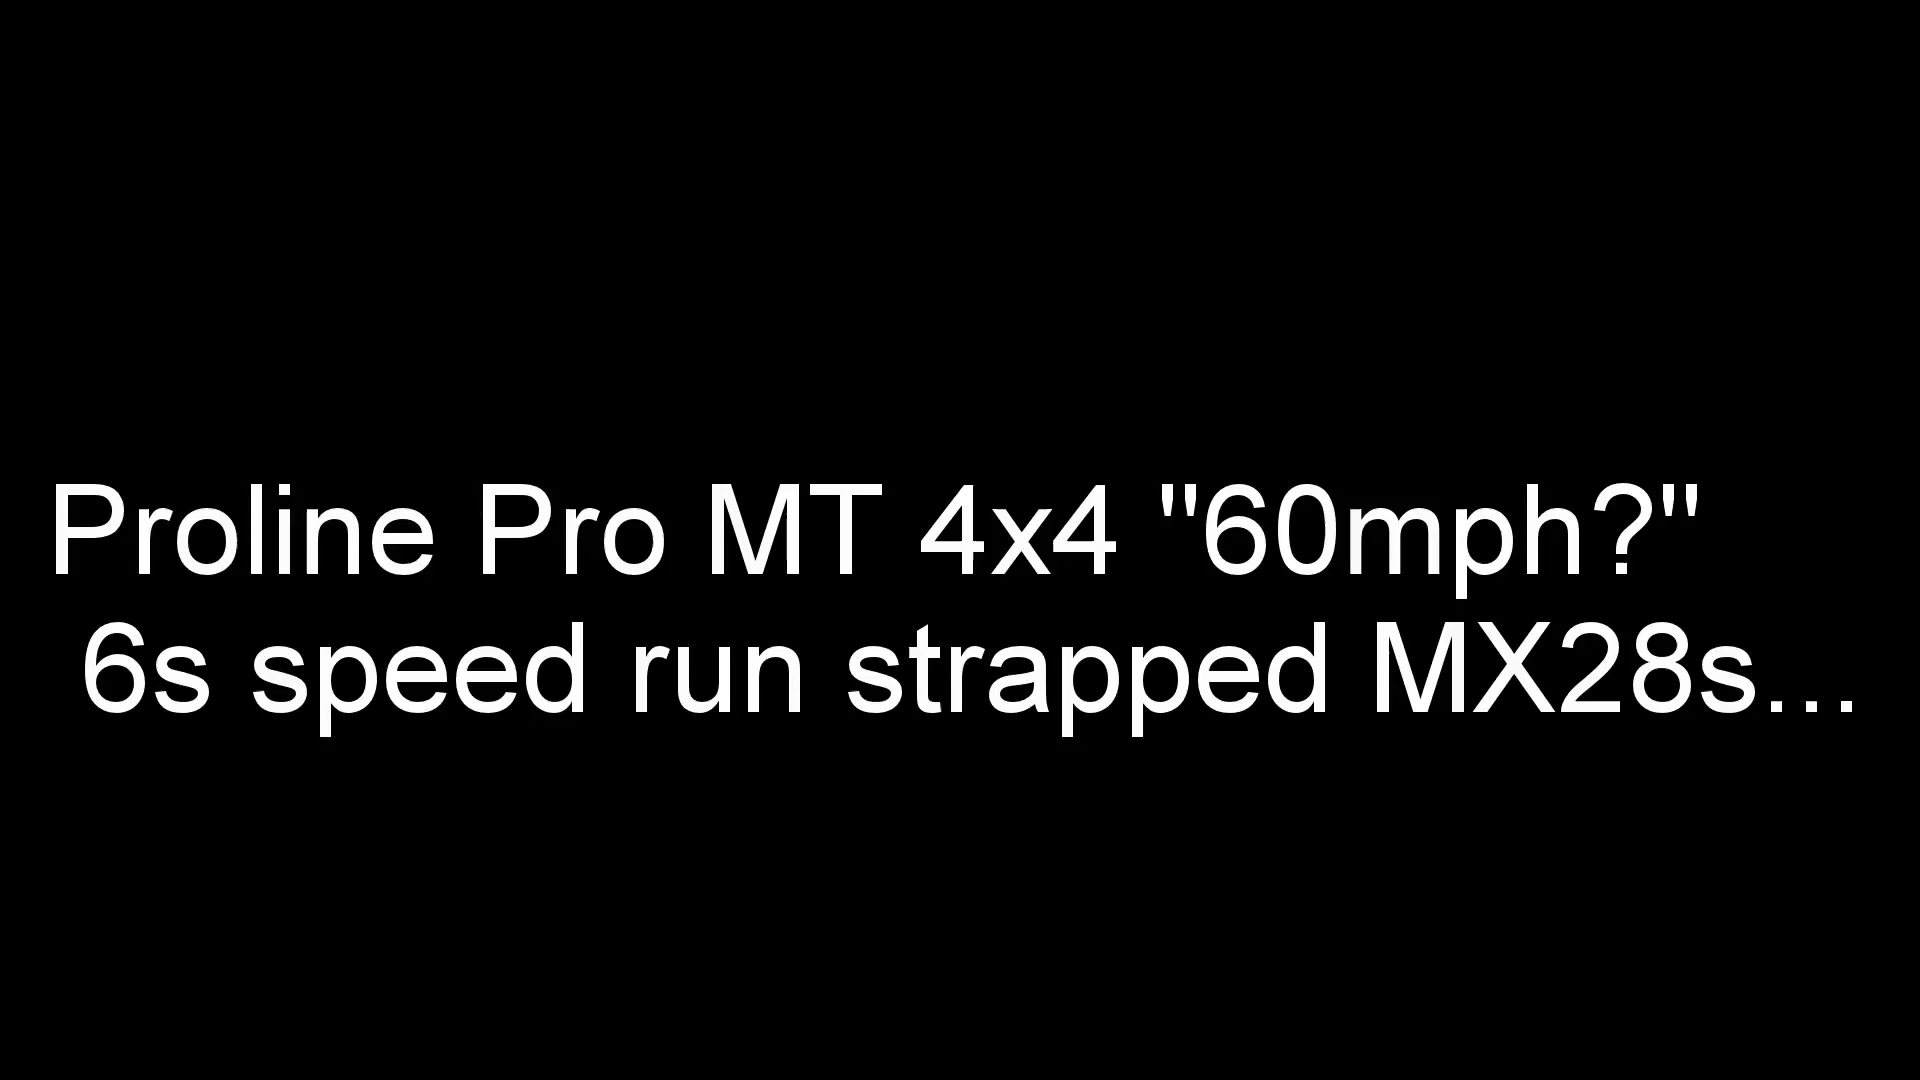 Proline Pro MT 4x4 "60mph?"
6s speed run strapped MX28s...